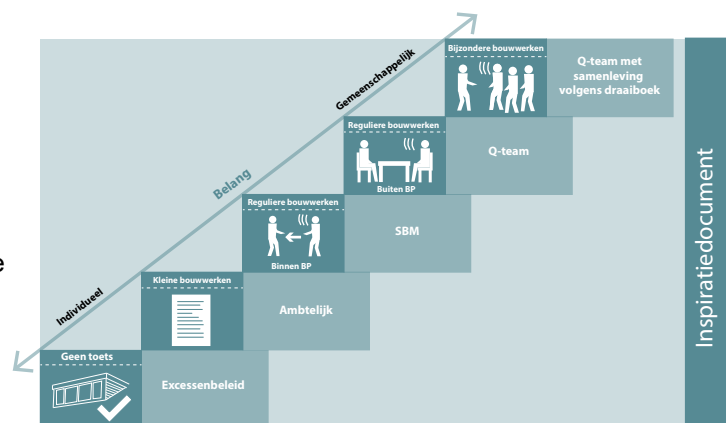 Bijzondere bouwwerken
Q-team met
samenleving
volgens draaiboek
Gemeenschappelijk
Reguliere bouwwerken
Buiten BP
Q-team
Belang
Reguliere bouwwerken
Binnen BP
SBM
e
Individueel
Kleine bouwwerken
Ambtelijk
Geen toets
Excessenbeleid
Inspiratiedocument